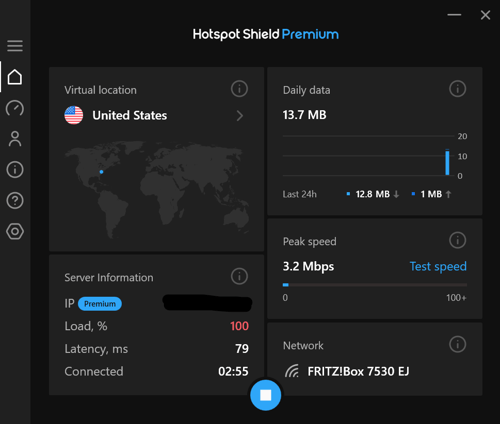 Hotspot Shield Premium
Virtual location
United States
Daily data
13.7 MB
20
10
0
Last 24h
12.8 MB
1 MB
Peak speed
3.2 Mbps
Test speed
0
100+
Server Information
IP Premium
Load, % 100
Latency, ms 79
Connected 02:55
Network
FRITZ!Box 7530 EJ